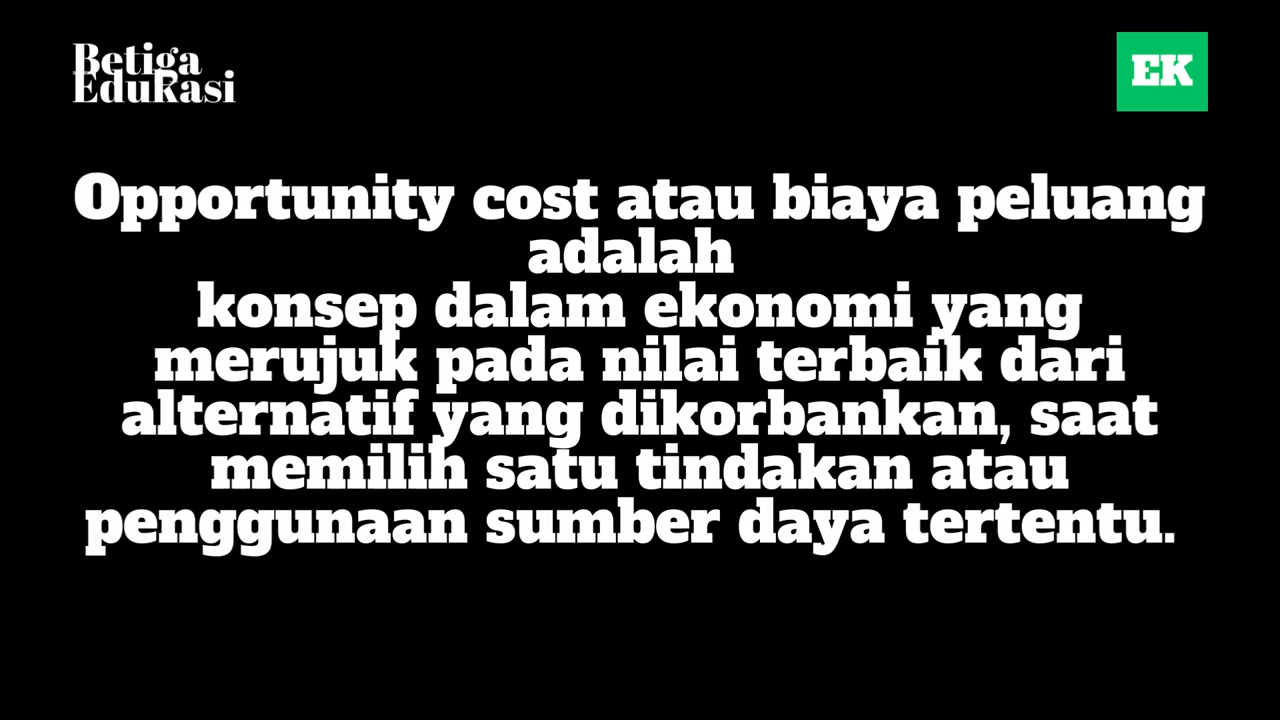 Betiga
Edukasi
EK
Opportunity cost atau biaya peluang
adalah
konsep dalam ekonomi yang
merujuk pada nilai terbaik dari
alternatif yang dikorbankan, saat
memilih satu tindakan atau
penggunaan sumber daya tertentu.